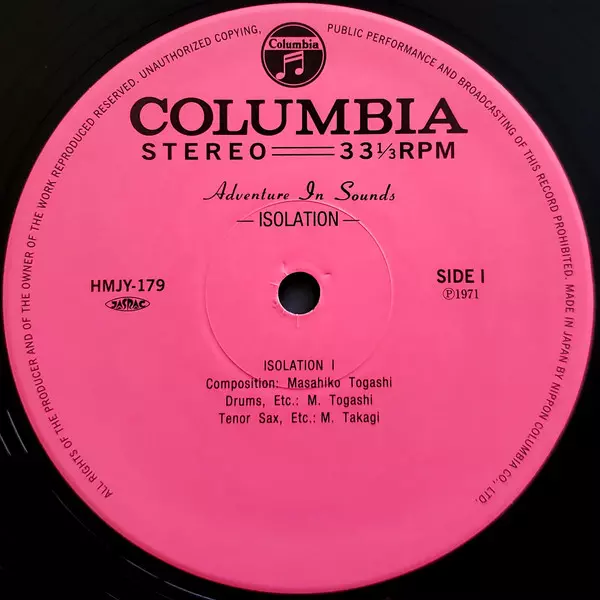 ALL RIGHTS OF THE PRODUCER AND OF THE OWNER OF THE WORK REPRODUCED RESERVED. UNAUTHORIZED COPYING, PUBLIC PERFORMANCE AND BROADCASTING OF THIS RECORD PROHIBITED. MADE IN JAPAN BY NIPPON COLUMBIA CO., LTD.
Columbia
COLUMBIA
STEREO 33⅓RPM
Adventure In Sounds
—ISOLATION—
HMJY-179
JASRAC
SIDE I
Ⓟ1971
ISOLATION I
Composition: Masahiko Togashi
Drums, Etc.: M. Togashi
Tenor Sax, Etc.: M. Takagi